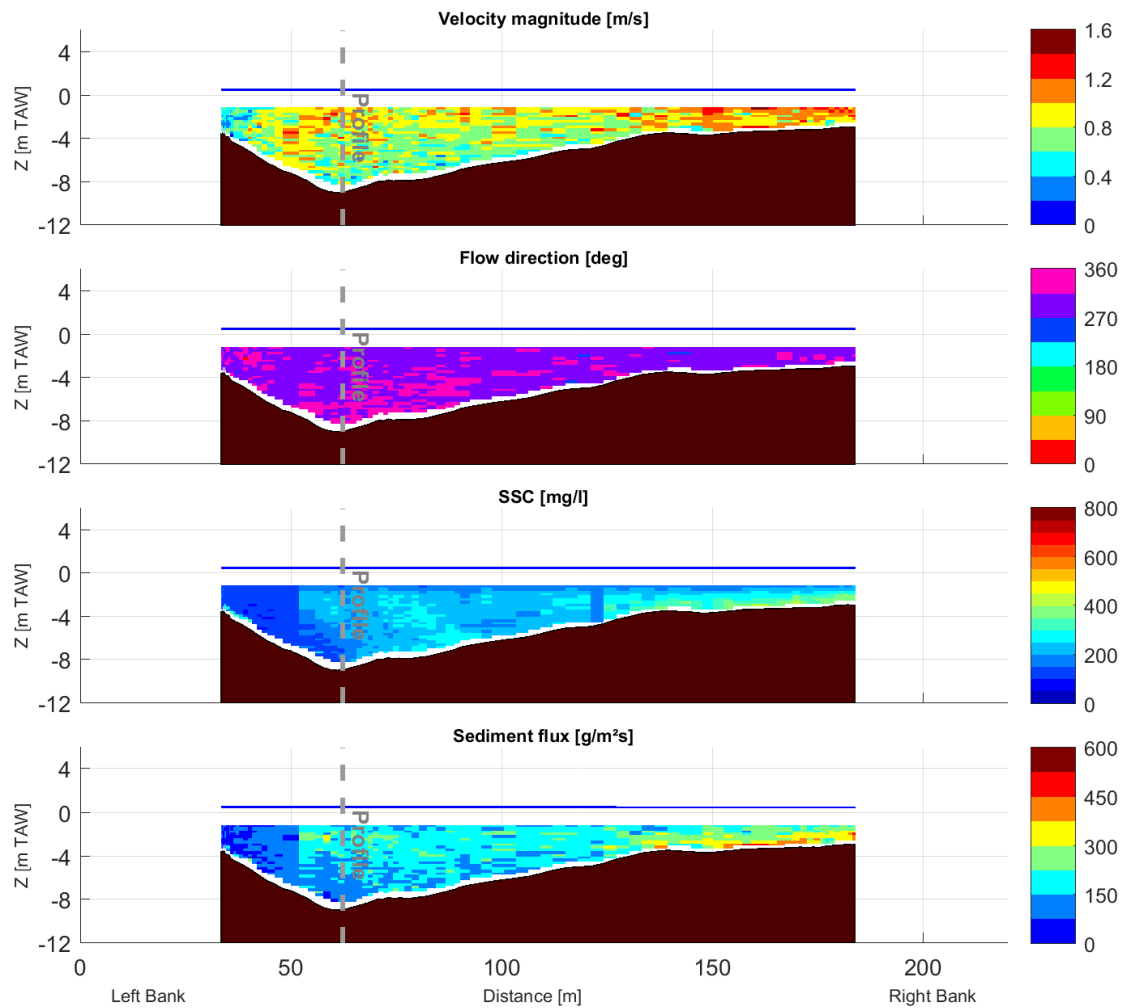 Velocity magnitude [m/s]
Z [m TAW]
4
0
-4
-8
-12
Profile
1.6
1.2
0.8
0.4
0
Flow direction [deg]
Z [m TAW]
4
0
-4
-8
-12
Profile
360
270
180
90
0
SSC [mg/l]
Z [m TAW]
4
0
-4
-8
-12
Profile
800
600
400
200
0
Sediment flux [g/m²s]
Z [m TAW]
4
0
-4
-8
-12
Profile
600
450
300
150
0
0 50 100 150 200
Left Bank Distance [m] Right Bank